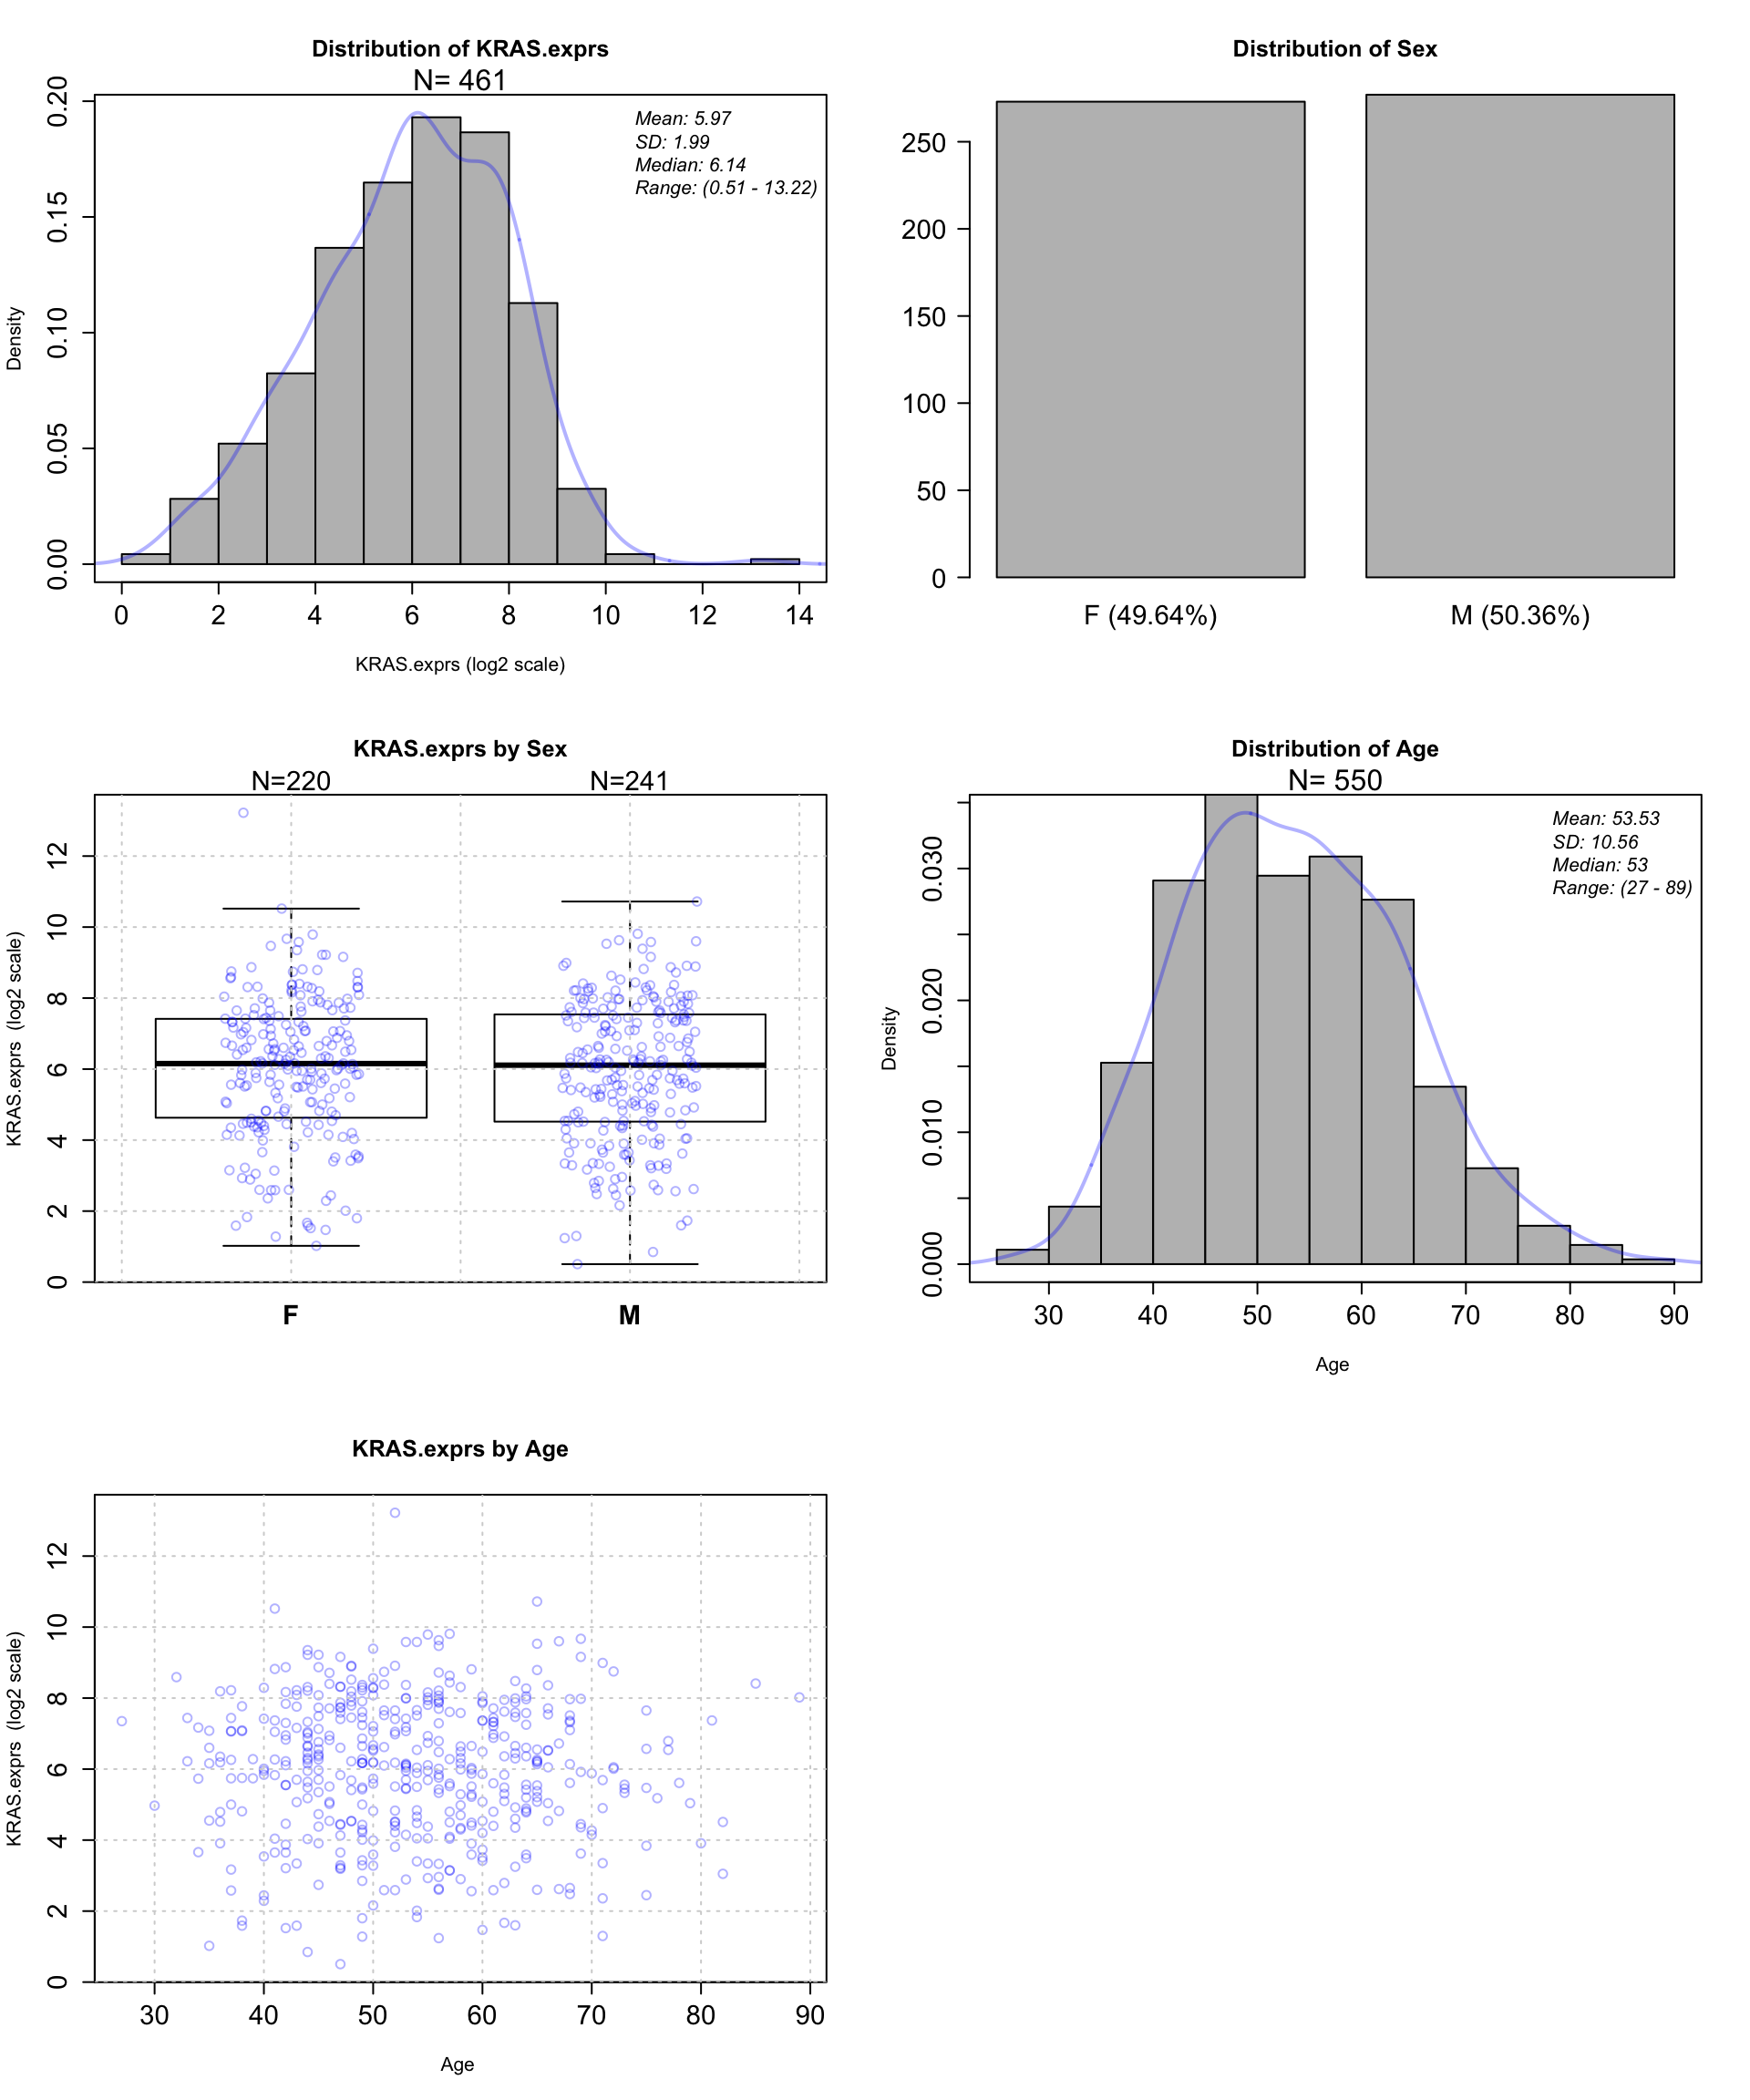 Distribution of KRAS.exprs
N= 461
Mean: 5.97
SD: 1.99
Median: 6.14
Range: (0.51 - 13.22)
Density
0.00 0.05 0.10 0.15 0.20
0 2 4 6 8 10 12 14
KRAS.exprs (log2 scale)
Distribution of Sex
250
200
150
100
50
0
F (49.64%) M (50.36%)
KRAS.exprs by Sex
N=220 N=241
KRAS.exprs (log2 scale)
0 2 4 6 8 10 12
F M
Distribution of Age
N= 550
Mean: 53.53
SD: 10.56
Median: 53
Range: (27 - 89)
Density
0.000 0.010 0.020 0.030
30 40 50 60 70 80 90
Age
KRAS.exprs by Age
KRAS.exprs (log2 scale)
0 2 4 6 8 10 12
30 40 50 60 70 80 90
Age